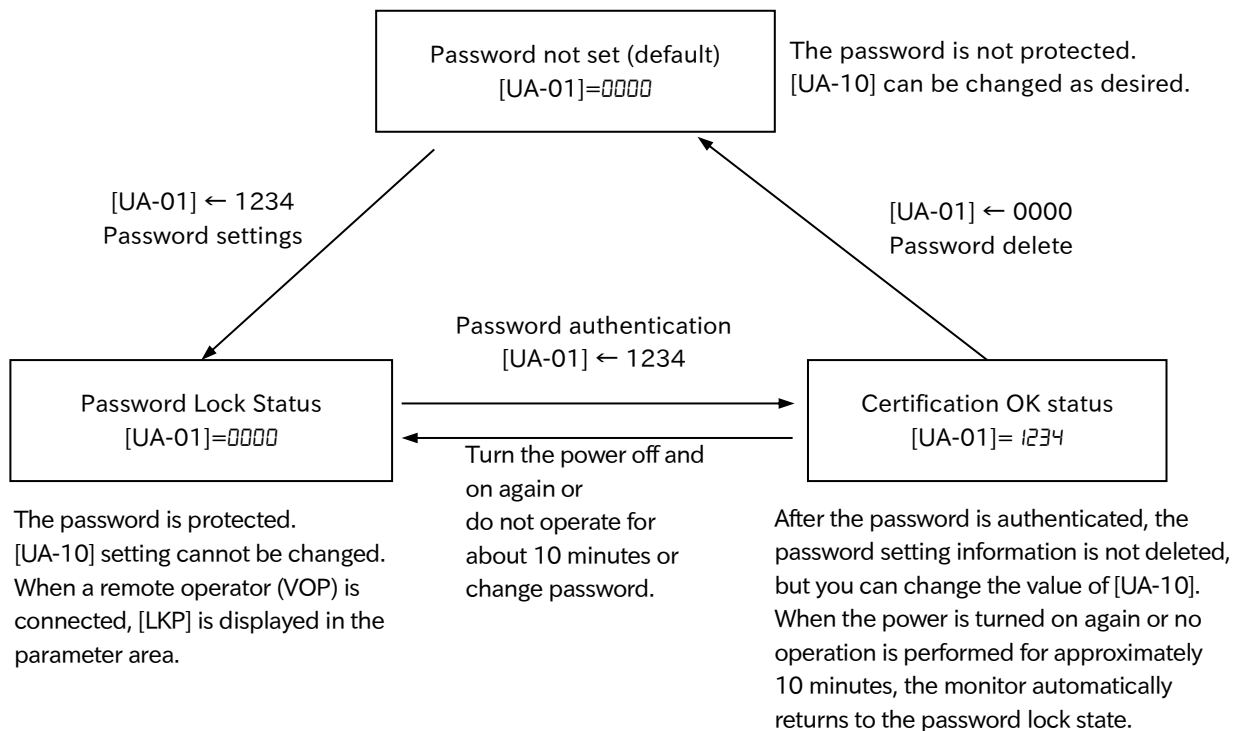 Password not set (default)
[UA-01]=0000
The password is not protected.
[UA-10] can be changed as desired.
[UA-01] ← 1234
Password settings
[UA-01] ← 0000
Password delete
Password authentication
[UA-01] ← 1234
Password Lock Status
[UA-01]=0000
Certification OK status
[UA-01]= 1234
Turn the power off and
on again or
do not operate for
about 10 minutes or
change password.
The password is protected.
[UA-10] setting cannot be changed.
When a remote operator (VOP) is
connected, [LKP] is displayed in the
parameter area.
After the password is authenticated, the
password setting information is not deleted,
but you can change the value of [UA-10].
When the power is turned on again or no
operation is performed for approximately
10 minutes, the monitor automatically
returns to the password lock state.